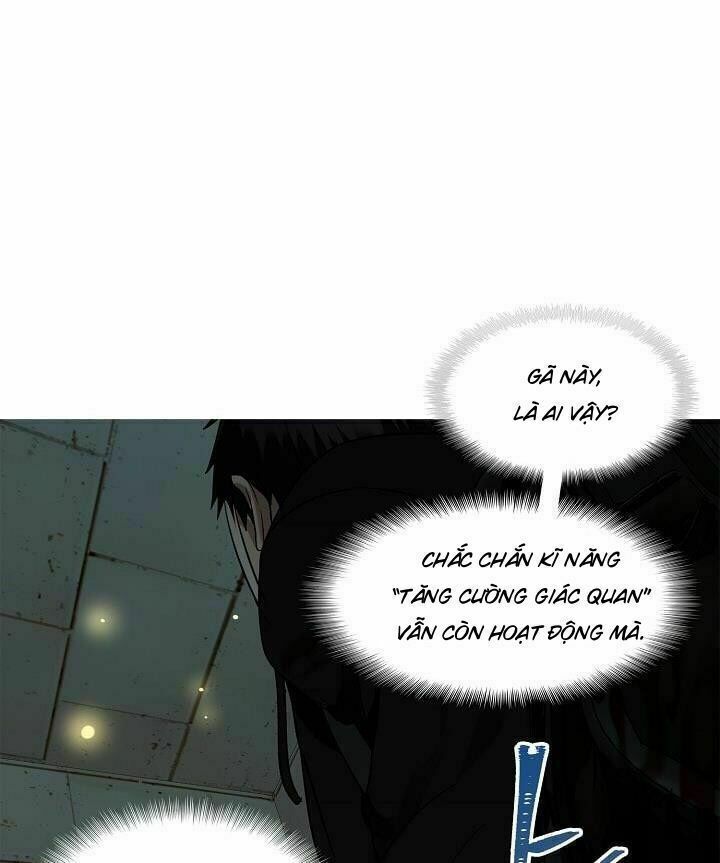 GÃ NÀY,
LÀ AI VẬY?
CHẮC CHẮN KĨ NĂNG
"TĂNG CƯỜNG GIÁC QUAN"
VẪN CÒN HOẠT ĐỘNG MÀ.